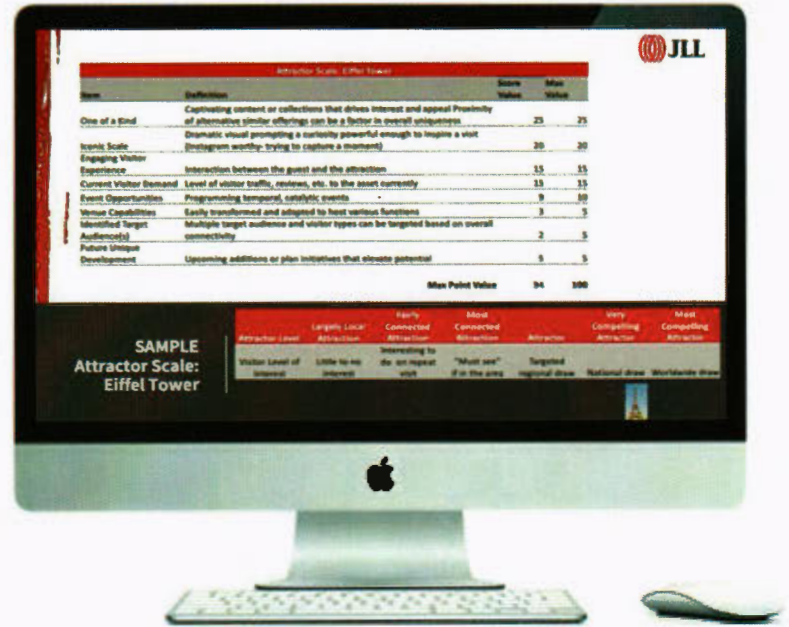 JLL
Attractor Scale: Eiffel Tower
Item Definition Score Value Max Value
One of a Kind Captivating content or collections that drives interest and appeal Proximity of alternative similar offerings can be a factor in overall uniqueness 25 25
Iconic Scale Dramatic visual prompting a curiosity powerful enough to inspire a visit (Instagram worthy- trying to capture a moment) 20 20
Engaging Visitor Experience Interaction between the guest and the attraction 15 15
Current Visitor Demand Level of visitor traffic, reviews, etc. to the asset currently 15 15
Event Opportunities Programming temporal, catalytic events 9 10
Venue Capabilities Easily transformed and adapted to host various functions 3 5
Identified Target Audience(s) Multiple target audience and visitor types can be targeted based on overall connectivity 2 5
Future Unique Development Upcoming additions or plan initiatives that elevate potential 5 5
Max Point Value 94 100
SAMPLE
Attractor Scale:
Eiffel Tower
Attractor Level Largely Local Attraction Fairly Connected Attraction Most Connected Attraction Attractor Very Compelling Attractor Most Compelling Attractor
Visitor Level of Interest Little to no interest Interesting to do on repeat visit "Must see" if in the area Targeted regional draw National draw Worldwide draw